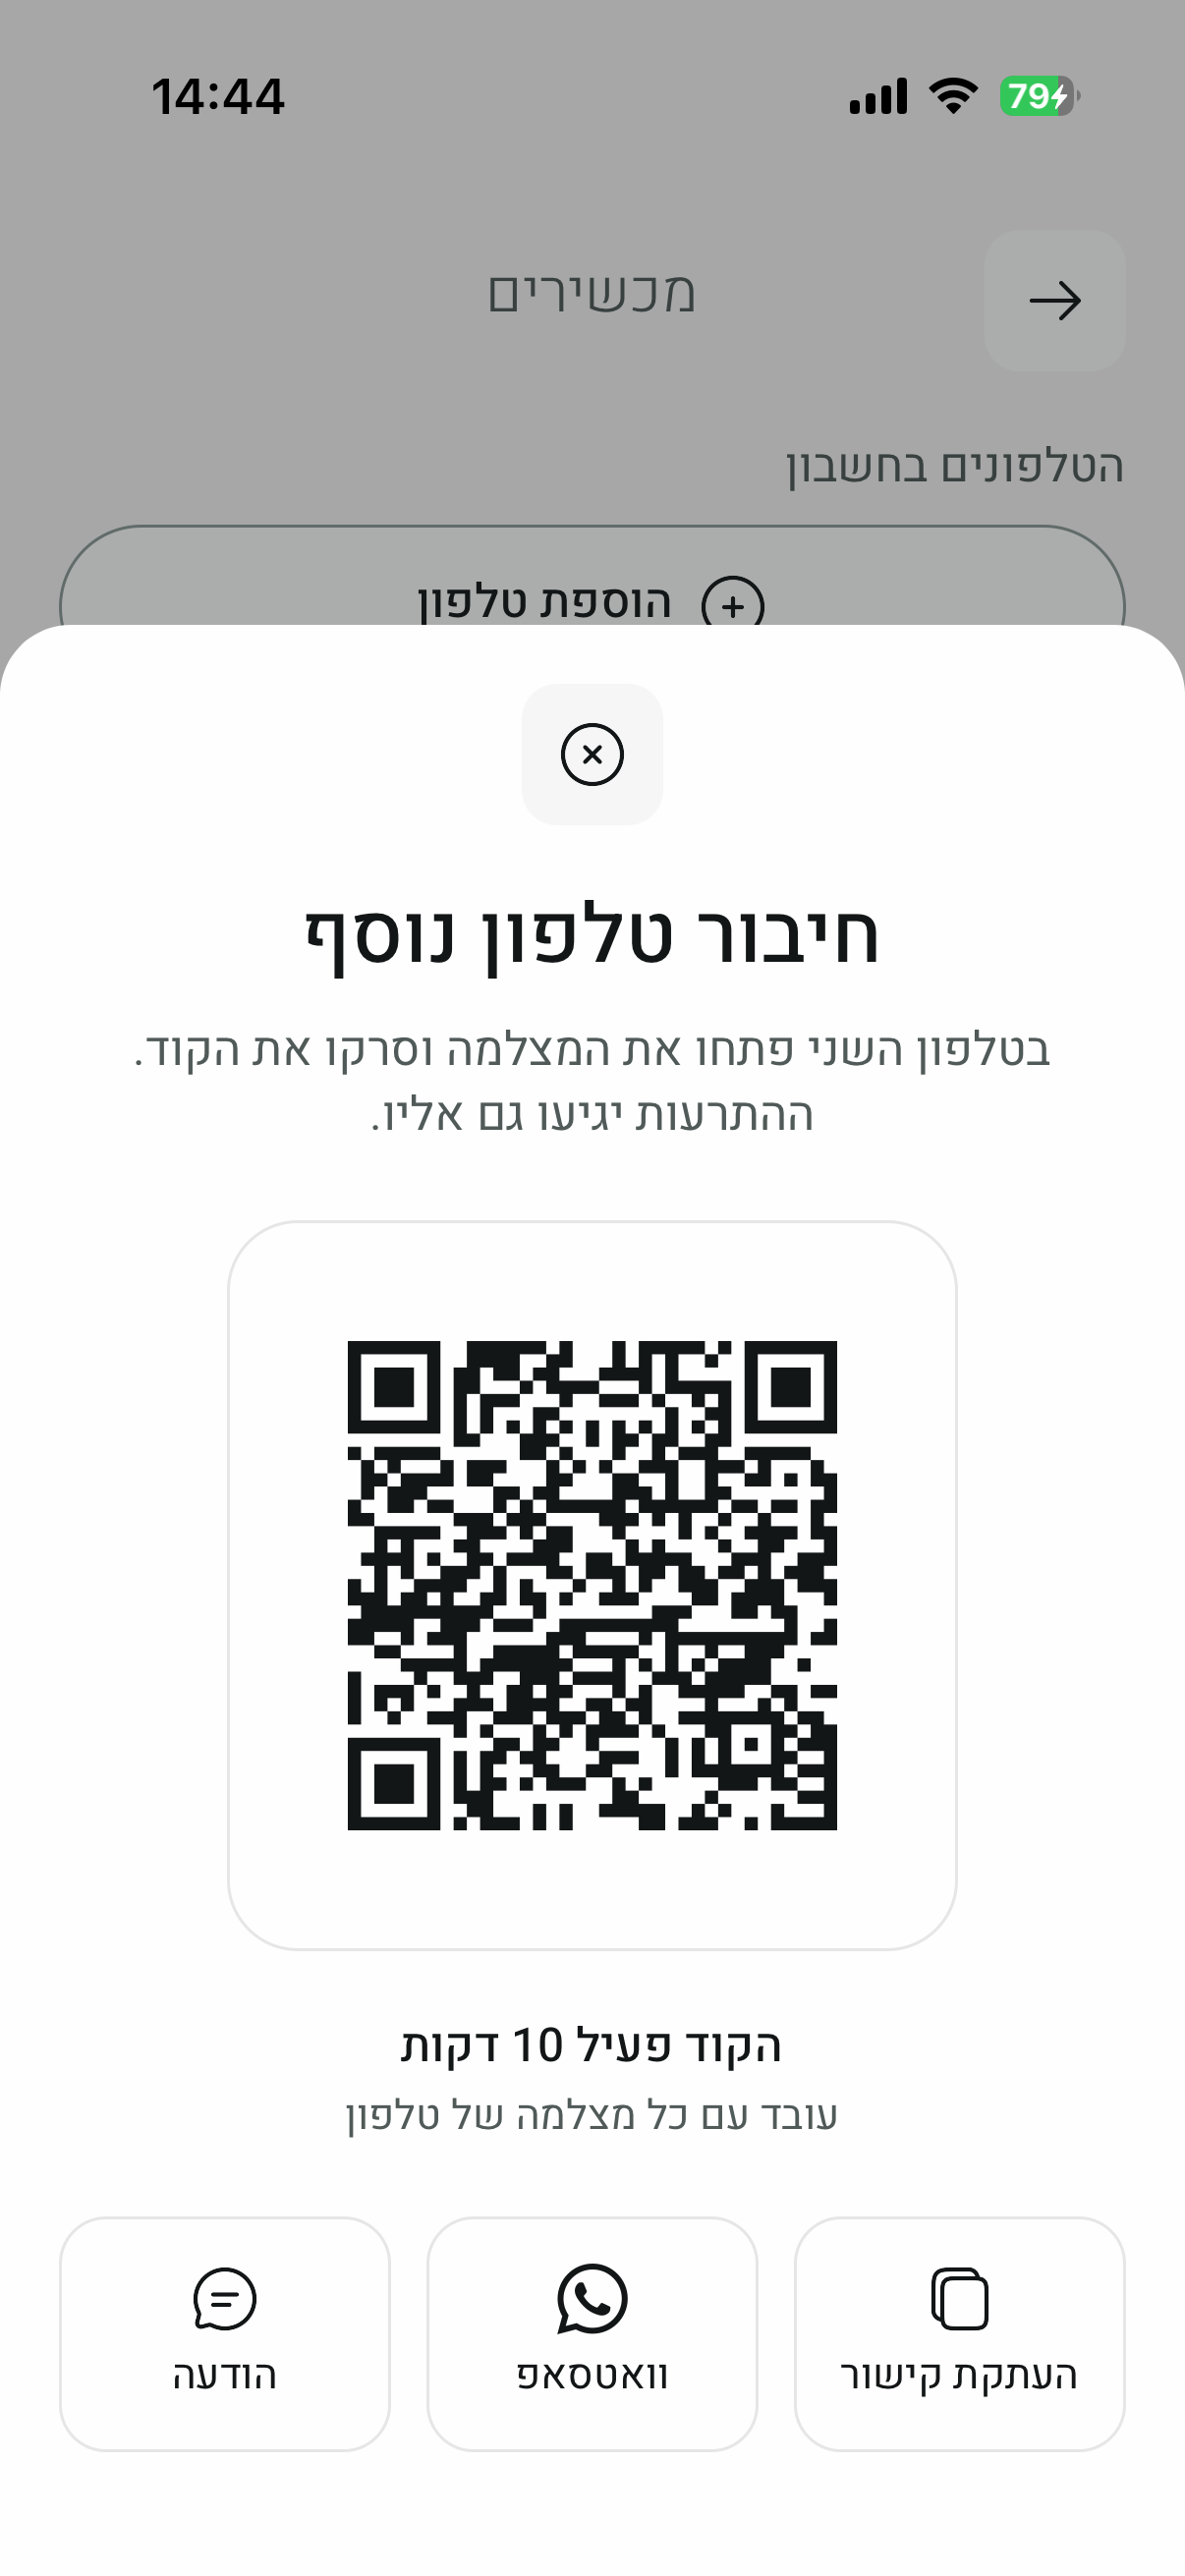 14:44
79
מכשירים
הטלפונים בחשבון
הוספת טלפון
חיבור טלפון נוסף
בטלפון השני פתחו את המצלמה וסרקו את הקוד.
ההתרעות יגיעו גם אליו.
הקוד פעיל 10 דקות
עובד עם כל מצלמה של טלפון
העתקת קישור
וואטסאפ
הודעה